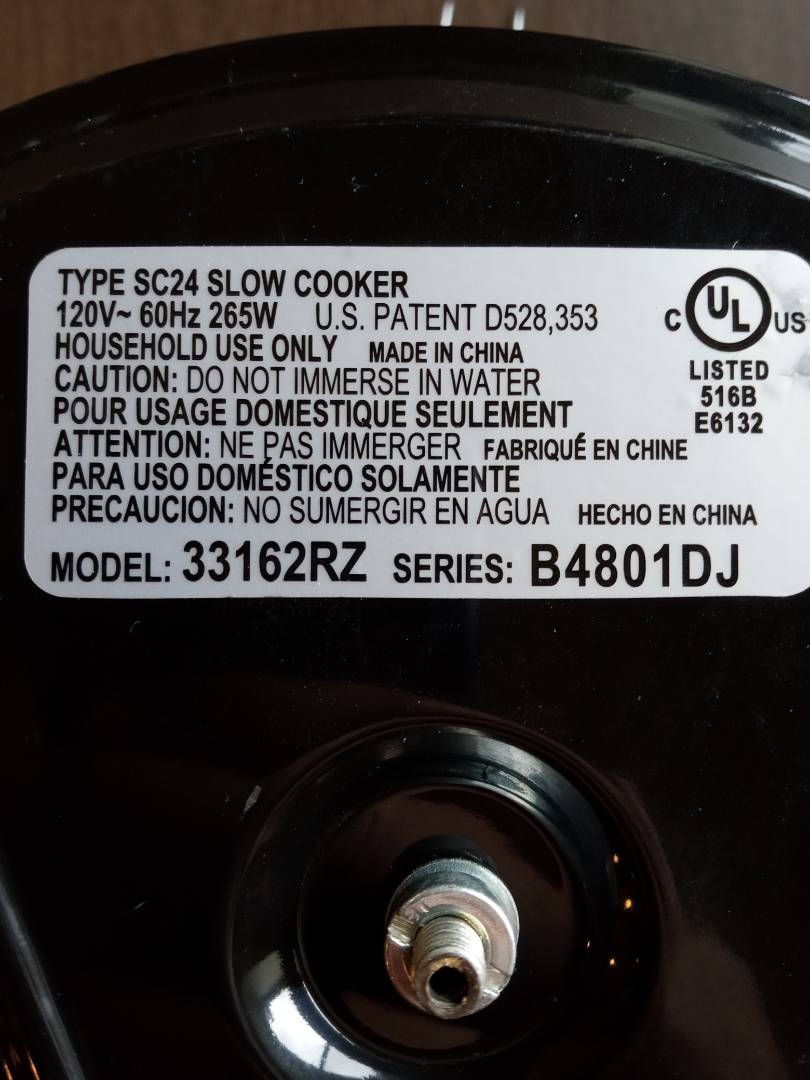 TYPE SC24 SLOW COOKER
120V~ 60Hz 265W U.S. PATENT D528,353
HOUSEHOLD USE ONLY MADE IN CHINA
CAUTION: DO NOT IMMERSE IN WATER
POUR USAGE DOMESTIQUE SEULEMENT
ATTENTION: NE PAS IMMERGER FABRIQUÉ EN CHINE
PARA USO DOMÉSTICO SOLAMENTE
PRECAUCION: NO SUMERGIR EN AGUA HECHO EN CHINA
MODEL: 33162RZ SERIES: B4801DJ
C UL US
LISTED
516B
E6132